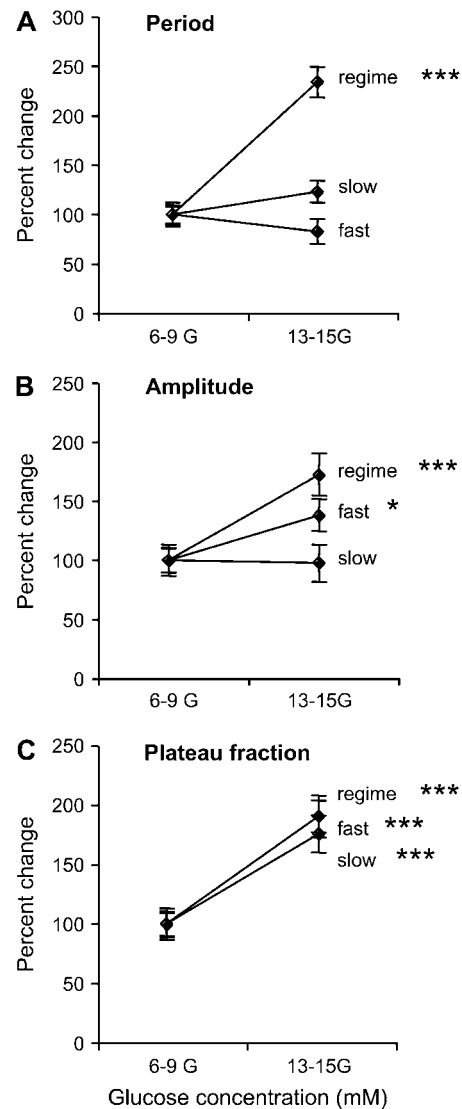 A Period
300
250
200
150
100
50
0
Percent change
regime ***
slow
fast
6-9 G 13-15G
B Amplitude
250
200
150
100
50
0
Percent change
regime ***
fast *
slow
6-9 G 13-15G
C Plateau fraction
250
200
150
100
50
0
Percent change
regime ***
fast ***
slow ***
6-9 G 13-15G
Glucose concentration (mM)